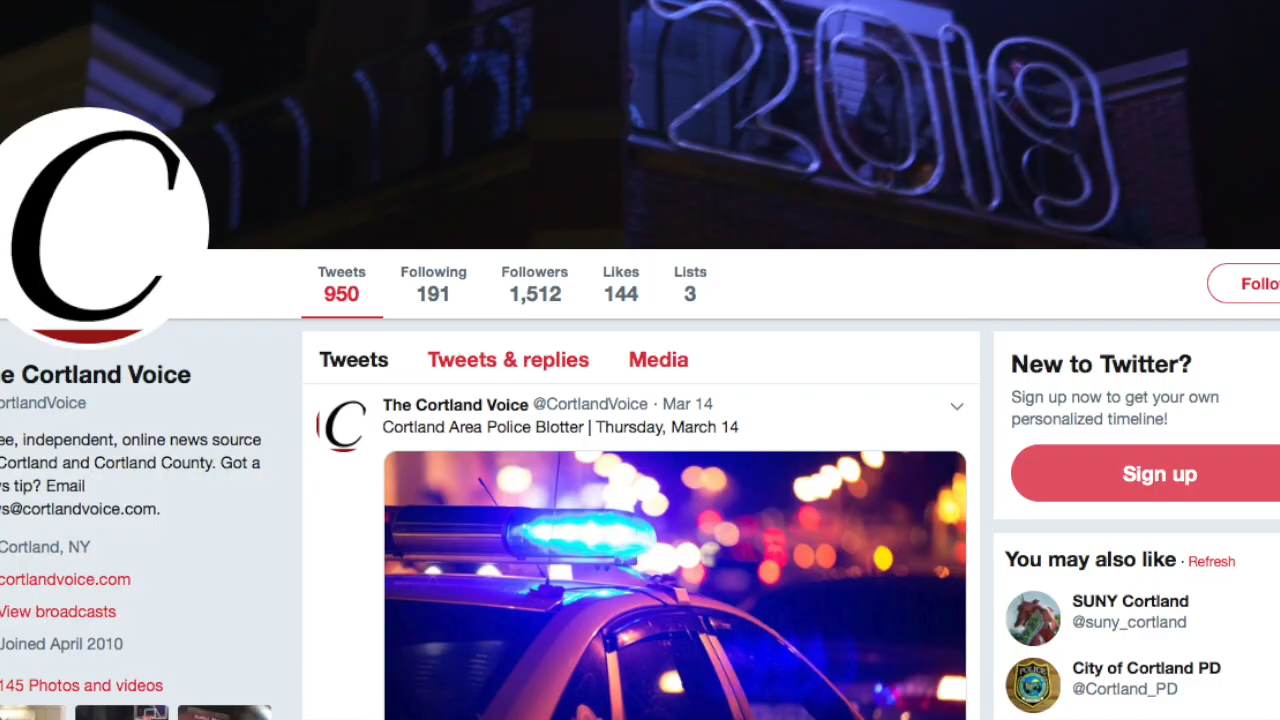 2019
C
Tweets Following Followers Likes Lists
950 191 1,512 144 3
Follo
e Cortland Voice
ortlandVoice
ee, independent, online news source
Cortland and Cortland County. Got a
s tip? Email
s@cortlandvoice.com.
Cortland, NY
cortlandvoice.com
View broadcasts
Joined April 2010
145 Photos and videos
Tweets Tweets & replies Media
C
The Cortland Voice @CortlandVoice · Mar 14
Cortland Area Police Blotter | Thursday, March 14
New to Twitter?
Sign up now to get your own
personalized timeline!
Sign up
You may also like · Refresh
SUNY Cortland
@suny_cortland
City of Cortland PD
@Cortland_PD
POLICE